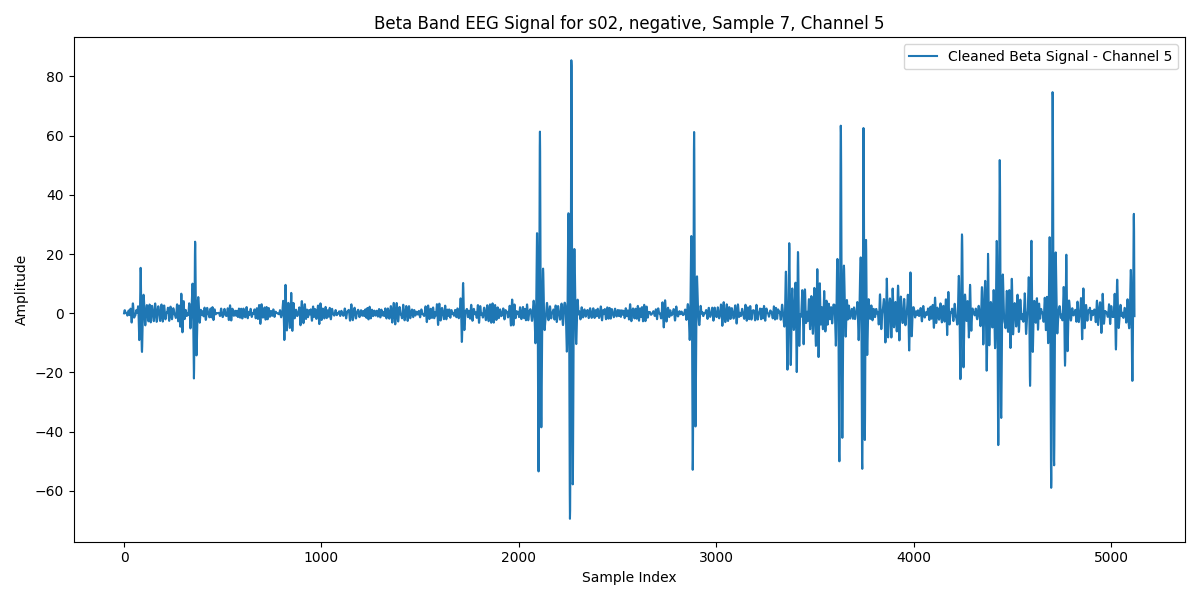 Beta Band EEG Signal for s02, negative, Sample 7, Channel 5
Cleaned Beta Signal - Channel 5
Amplitude
80
60
40
20
0
−20
−40
−60
0 1000 2000 3000 4000 5000
Sample Index